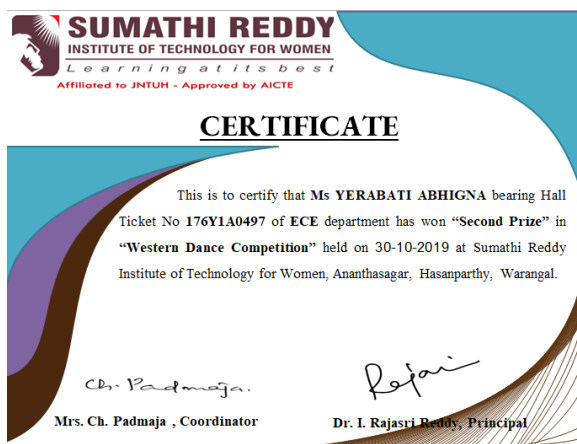 SUMATHI REDDY
INSTITUTE OF TECHNOLOGY FOR WOMEN
Learning at its best
Affiliated to JNTUH - Approved by AICTE
CERTIFICATE
This is to certify that Ms YERABATI ABHIGNA bearing Hall
Ticket No 176Y1A0497 of ECE department has won “Second Prize” in
“Western Dance Competition” held on 30-10-2019 at Sumathi Reddy
Institute of Technology for Women, Ananthasagar, Hasanparthy, Warangal.
Ch. Padmaja.
Mrs. Ch. Padmaja , Coordinator
Dr. I. Rajasri Reddy, Principal